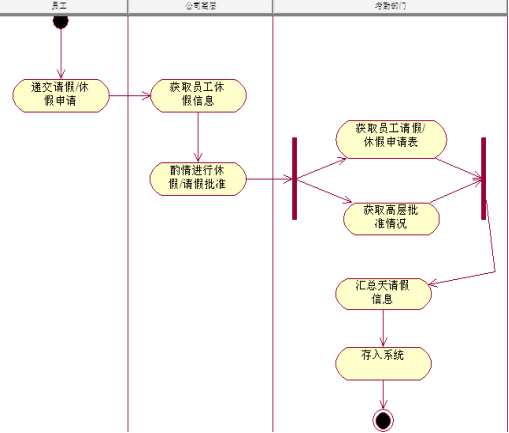 员工
公司高层
考勤部门
递交请假/休
假申请
获取员工休
假信息
酌情进行休
假/请假批准
获取员工请假/
休假申请表
获取高层批
准情况
汇总天请假
信息
存入系统